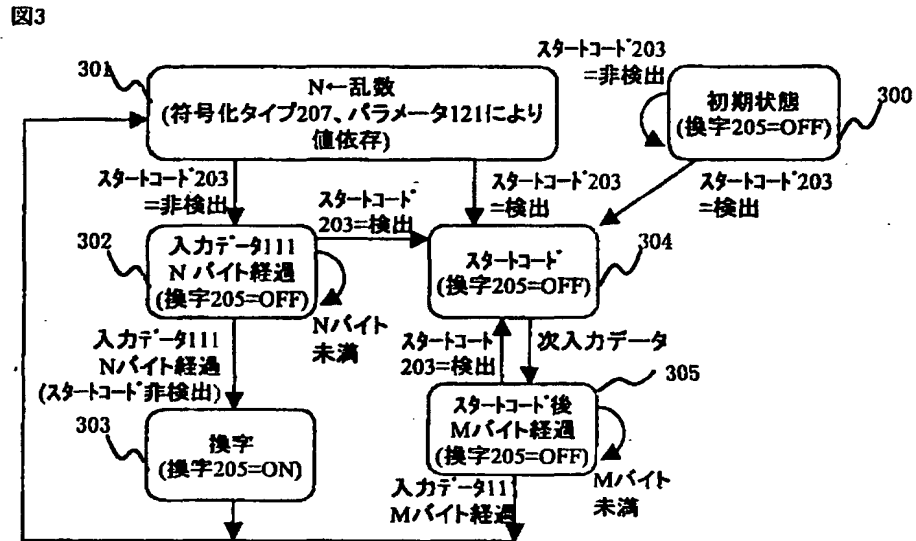 図3
301
N←乱数
(符号化タイプ207、パラメータ121により
値依存)
スタートコード203
=非検出
初期状態
(換字205=OFF)
300
スタートコード203
=非検出
スタートコード
203=検出
スタートコード203
=検出
スタートコード203
=検出
302
入力データ111
Nバイト経過
(換字205=OFF)
Nバイト
未満
スタートコード
(換字205=OFF)
304
入力データ111
Nバイト経過
(スタートコード非検出)
スタートコード
203=検出
次入力データ
305
303
換字
(換字205=ON)
スタートコード後
Mバイト経過
(換字205=OFF)
Mバイト
未満
入力データ111
Mバイト経過